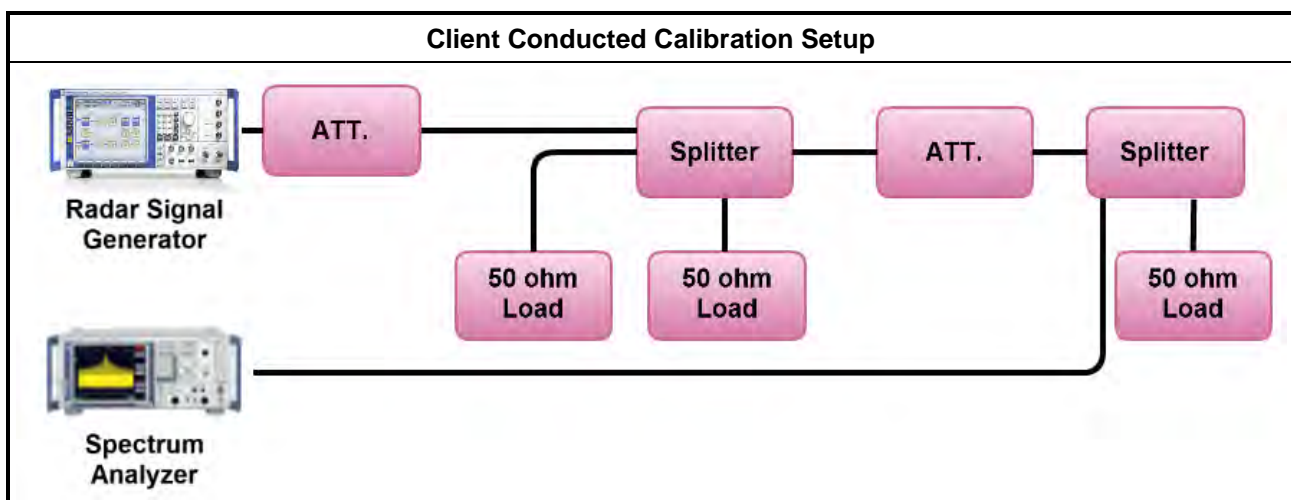 Client Conducted Calibration Setup
ATT.
Splitter
ATT.
Splitter
Radar Signal
Generator
50 ohm
Load
50 ohm
Load
50 ohm
Load
Spectrum
Analyzer